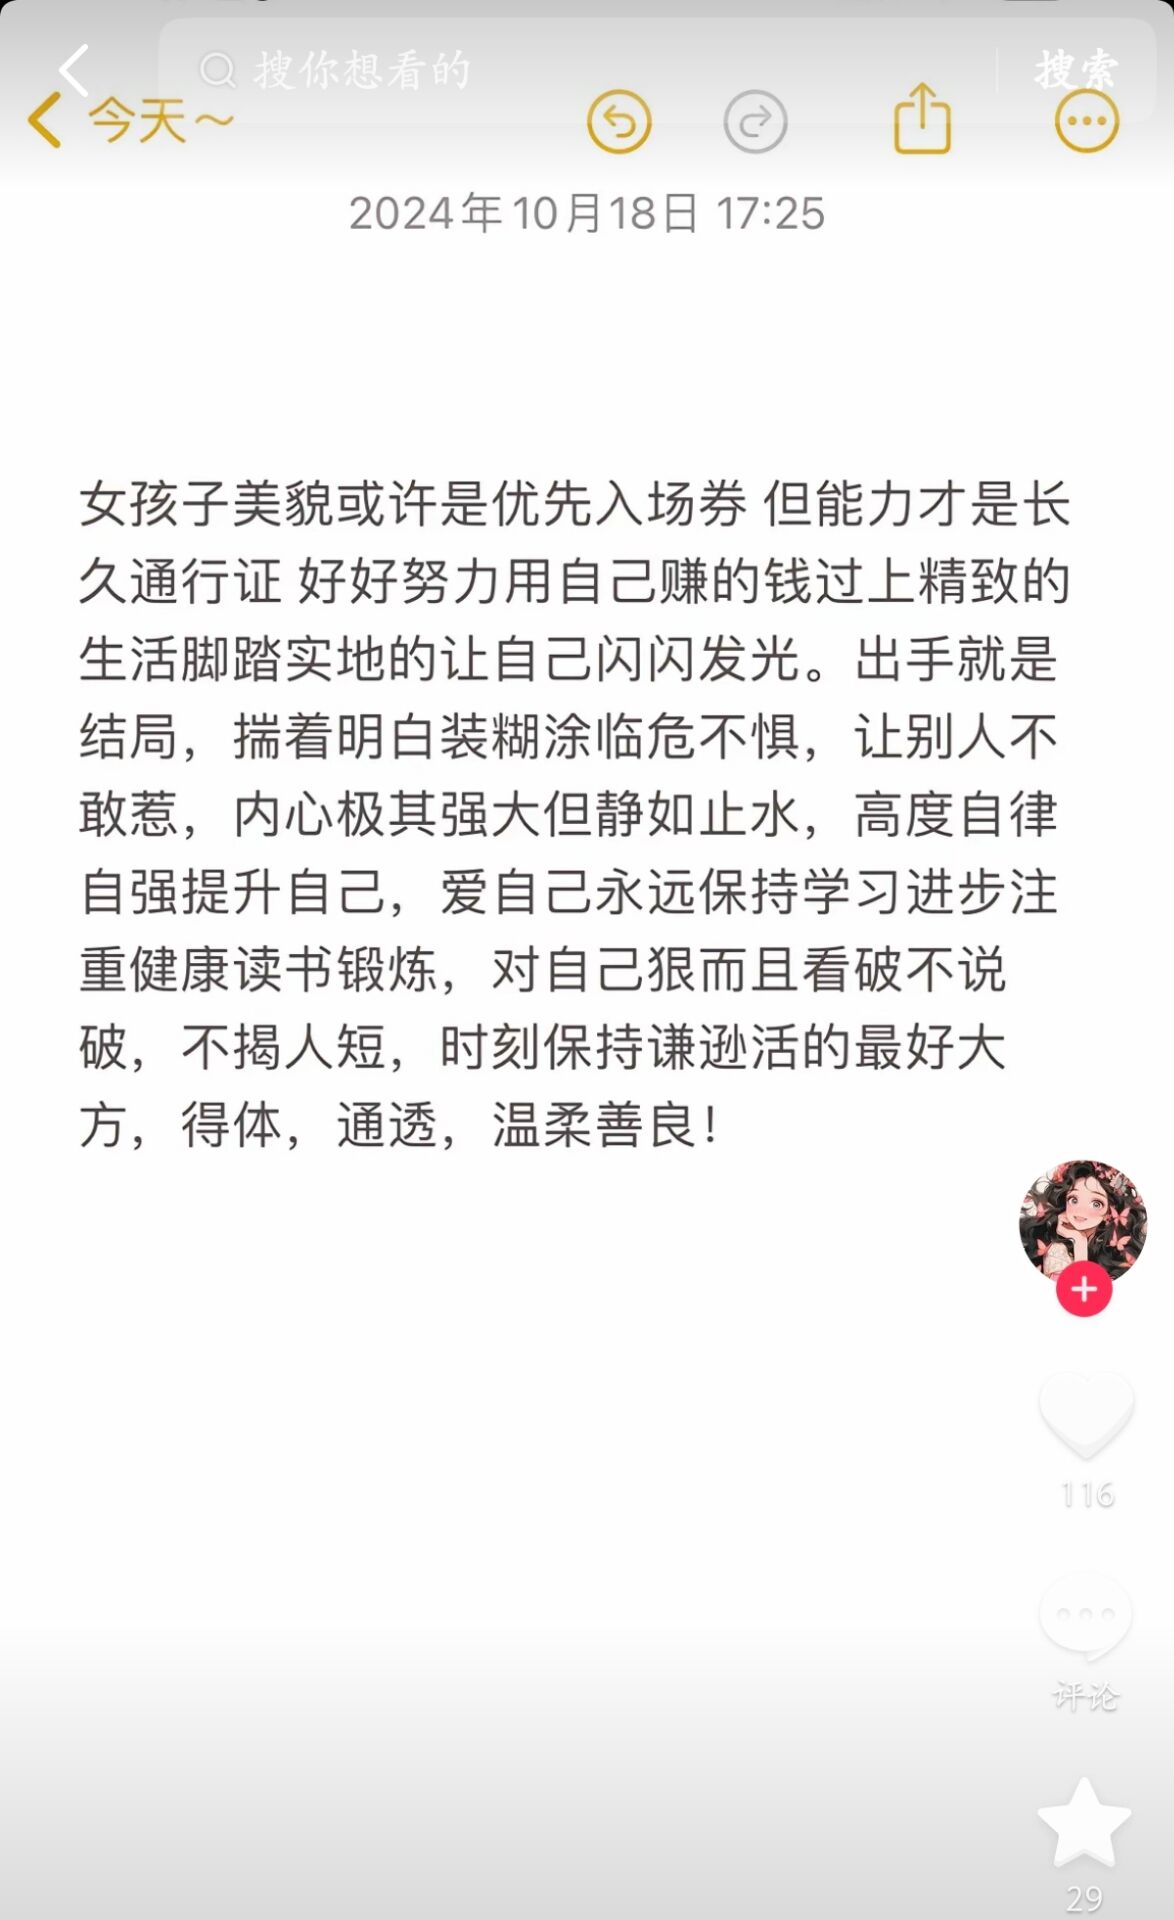 搜你想看的
搜索
今天～
2024年10月18日 17:25
女孩子美貌或许是优先入场券 但能力才是长
久通行证 好好努力用自己赚的钱过上精致的
生活脚踏实地的让自己闪闪发光。出手就是
结局，揣着明白装糊涂临危不惧，让别人不
敢惹，内心极其强大但静如止水，高度自律
自强提升自己，爱自己永远保持学习进步注
重健康读书锻炼，对自己狠而且看破不说
破，不揭人短，时刻保持谦逊活的最好大
方，得体，通透，温柔善良！
116
评论
29